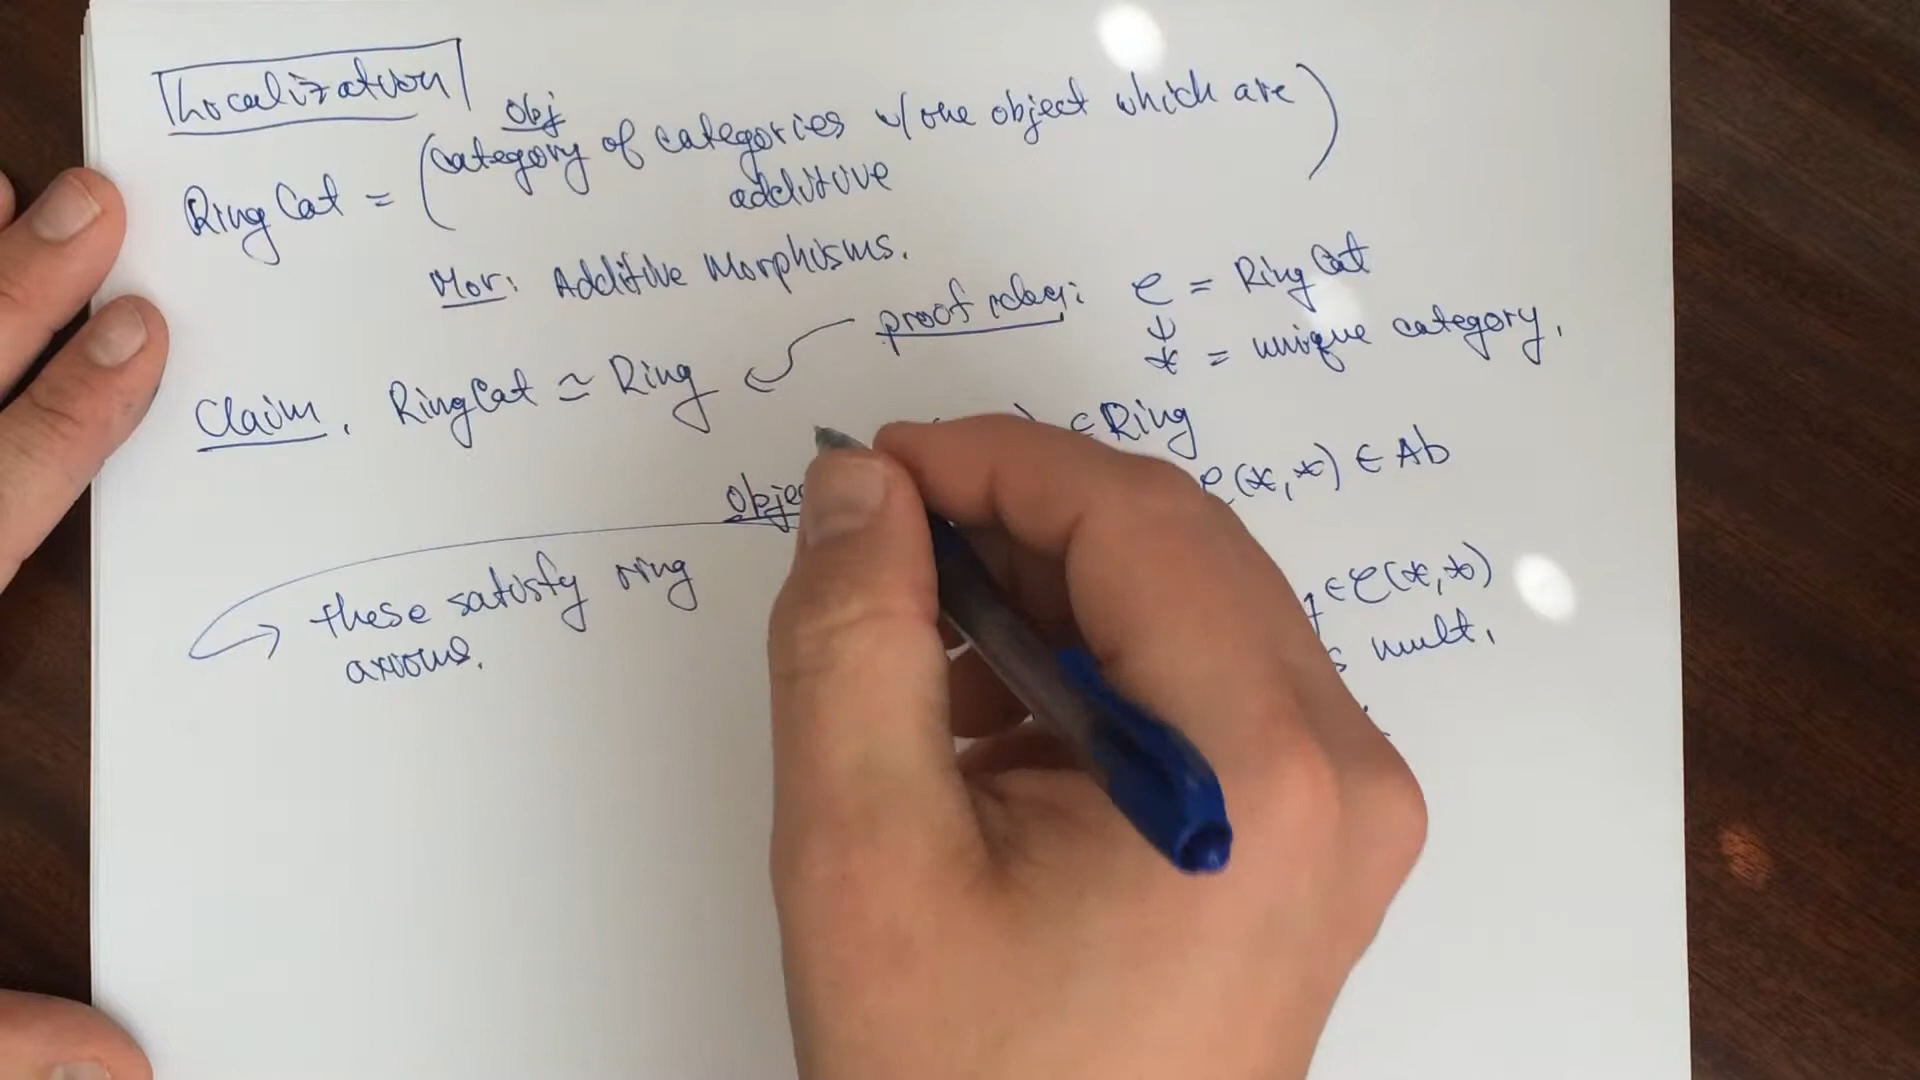 Localization
Obj
RingCat = (category of categories w/one object which are
additive)
Mor: Additive Morphisms.
proof idea: C = RingCat
* = unique category.
Claim. RingCat ≃ Ring
∈ Ring
C(*,*) ∈ Ab
these satisfy ring
axioms.
∈ C(*,*)
mult.